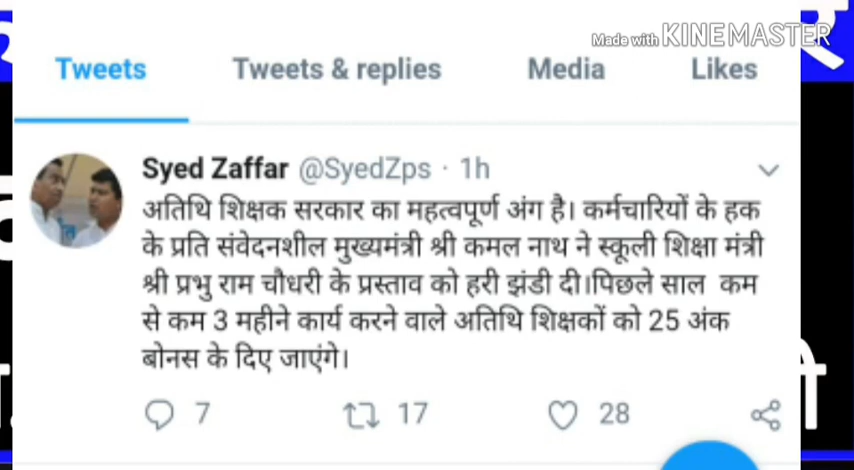 Made with KINEMASTER
Tweets Tweets & replies Media Likes
Syed Zaffar @SyedZps · 1h
अतिथि शिक्षक सरकार का महत्वपूर्ण अंग है। कर्मचारियों के हक
के प्रति संवेदनशील मुख्यमंत्री श्री कमल नाथ ने स्कूली शिक्षा मंत्री
श्री प्रभु राम चौधरी के प्रस्ताव को हरी झंडी दी।पिछले साल कम
से कम 3 महीने कार्य करने वाले अतिथि शिक्षकों को 25 अंक
बोनस के दिए जाएंगे।
7 17 28